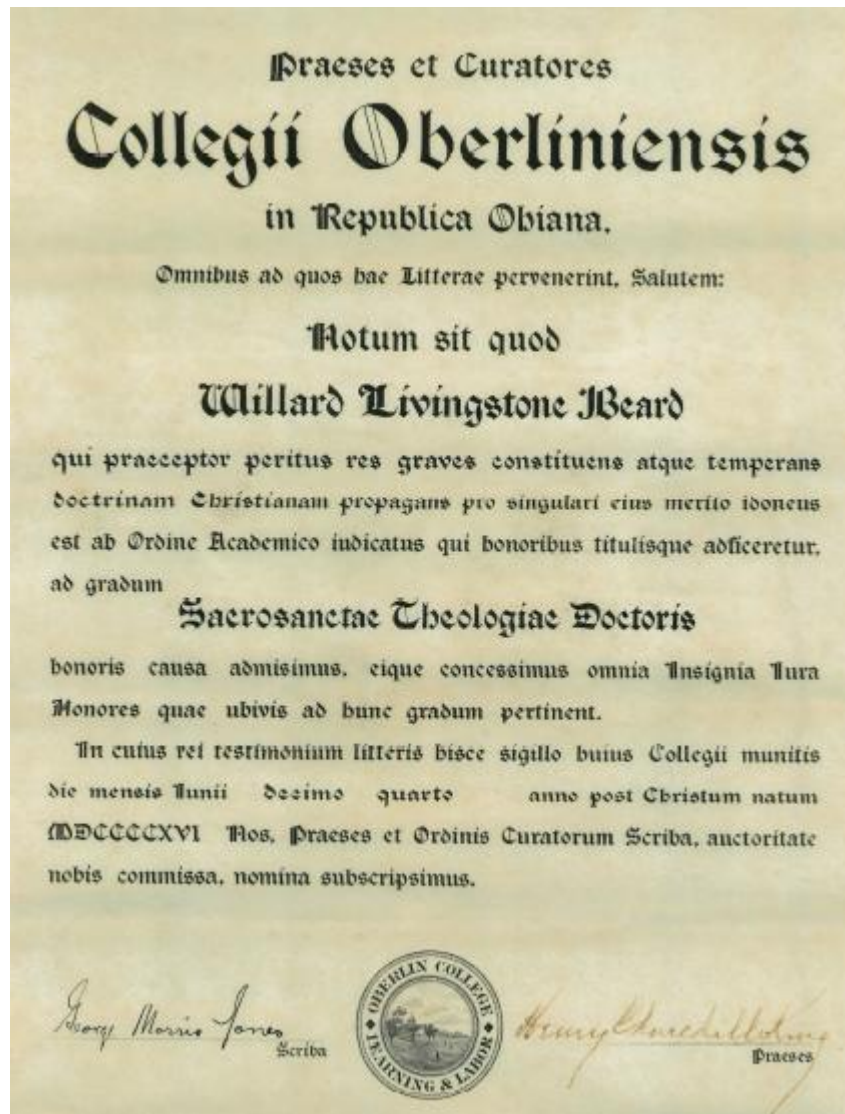 Praeses et Curatores
Collegii Oberliniensis
in Republica Ohiana.
Omnibus ad quos hae Litterae pervenerint, Salutem:
Notum sit quod
Willard Livingstone Beard
qui praeceptor peritus res graves constituens atque temperans
doctrinam Christianam propagans pro singulari eius merito idoneus
est ab Ordine Academico iudicatus qui honoribus titulisque adficeretur,
ad gradum
Sacrosanctae Theologiae Doctoris
honoris causa admisimus, eique concessimus omnia Insignia Iura
Honores quae ubivis ad hunc gradum pertinent.
In cuius rei testimonium litteris hisce sigillo huius Collegii munitis
die mensis Iunii decimo quarto anno post Christum natum
MDCCCCXVI Nos, Praeses et Ordinis Curatorum Scriba, auctoritate
nobis commissa, nomina subscripsimus.
George Morris Jones
Scriba
OBERLIN COLLEGE
LEARNING & LABOR
Henry Churchill King
Praeses